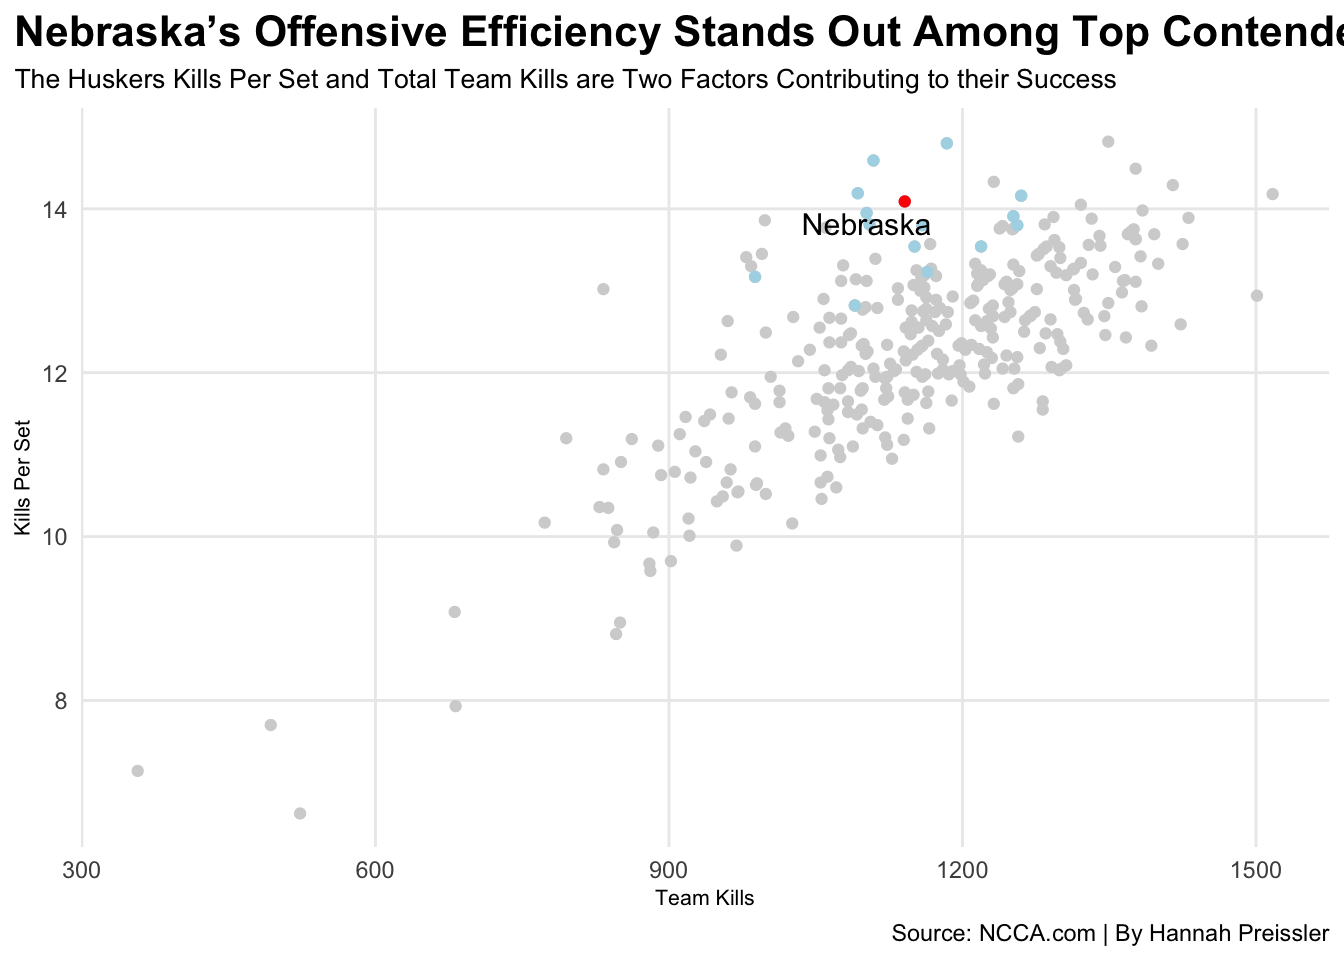 Nebraska’s Offensive Efficiency Stands Out Among Top Contende
The Huskers Kills Per Set and Total Team Kills are Two Factors Contributing to their Success
14
Nebraska
12
Kills Per Set
10
8
300 600 900 1200 1500
Team Kills
Source: NCCA.com | By Hannah Preissler